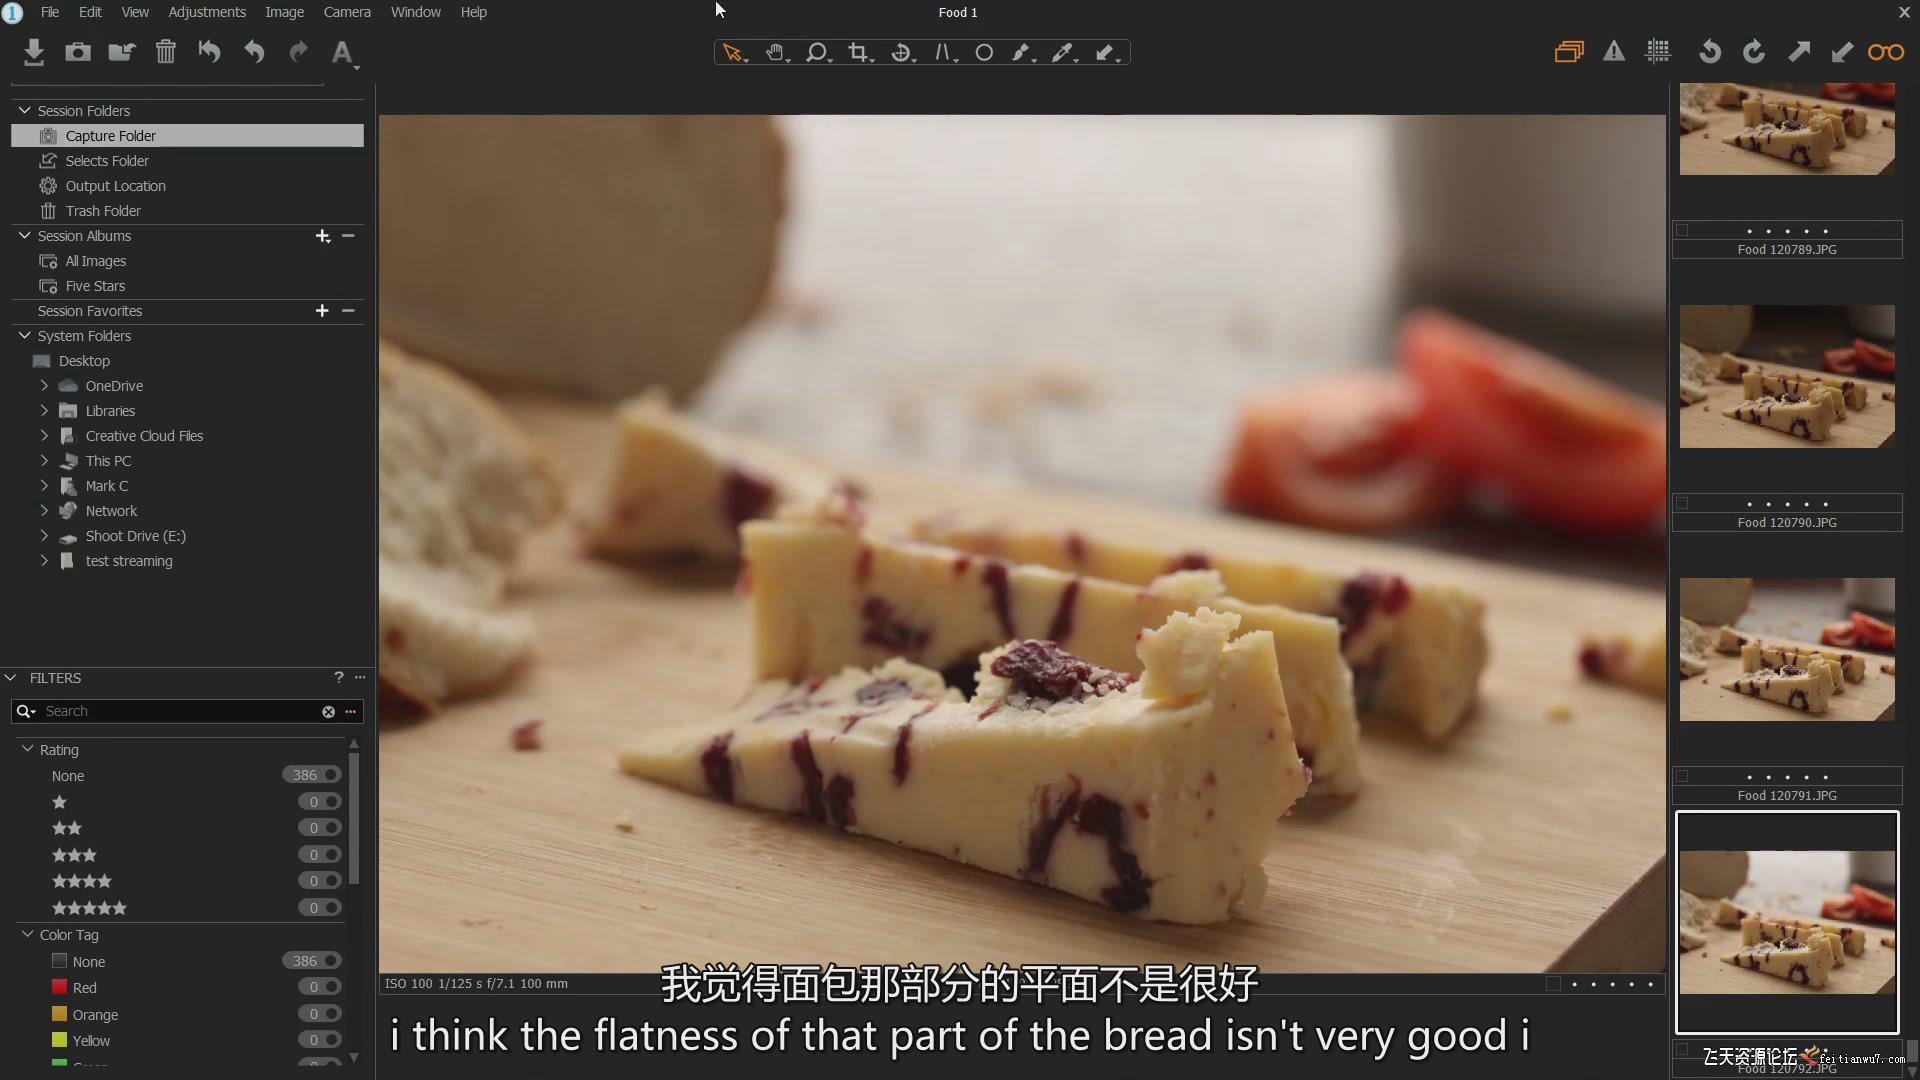 File Edit View Adjustments Image Camera Window Help
Food 1
Session Folders
Capture Folder
Selects Folder
Output Location
Trash Folder
Session Albums
All Images
Five Stars
Session Favorites
System Folders
Desktop
OneDrive
Libraries
Creative Cloud Files
This PC
Mark C
Network
Shoot Drive (E:)
test streaming
FILTERS
Search
Rating
None 386
0
0
0
0
0
Color Tag
None 386
Red 0
Orange 0
Yellow 0
ISO 100 1/125 s f/7.1 100 mm
我觉得面包那部分的平面不是很好
i think the flatness of that part of the bread isn't very good i
Food 120789.JPG
Food 120790.JPG
Food 120791.JPG
飞天资源论坛 feitianwu7.com
Food 120792.JPG